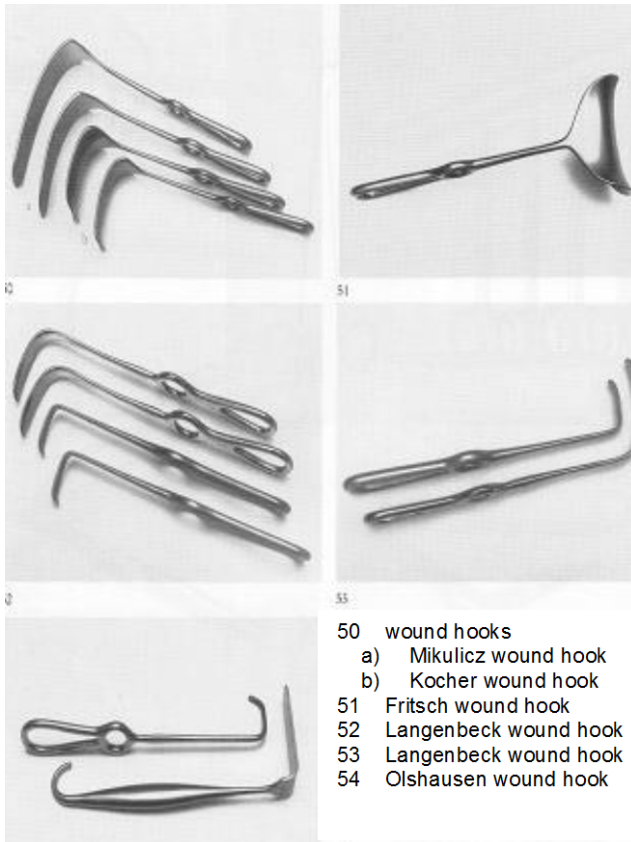 a
b
51
53
50 wound hooks
a) Mikulicz wound hook
b) Kocher wound hook
51 Fritsch wound hook
52 Langenbeck wound hook
53 Langenbeck wound hook
54 Olshausen wound hook